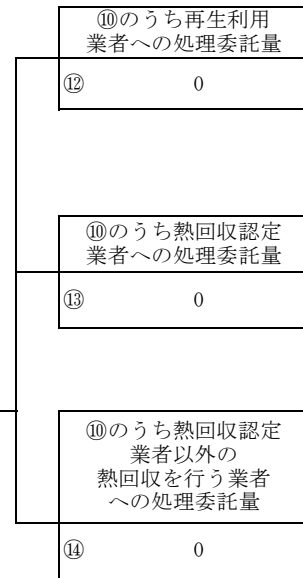 ⑩のうち再生利用
業者への処理委託量
⑫ 0
⑩のうち熱回収認定
業者への処理委託量
⑬ 0
⑩のうち熱回収認定
業者以外の
熱回収を行う業者
への処理委託量
⑭ 0